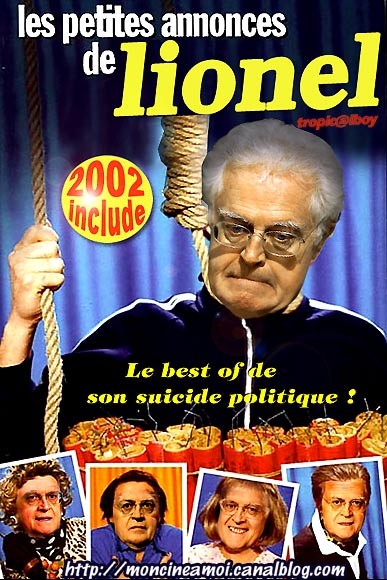 les petites annonces
de lionel
tropic@lboy
2002
include
Le best of de
son suicide politique !
http://moncineamoi.canalblog.com